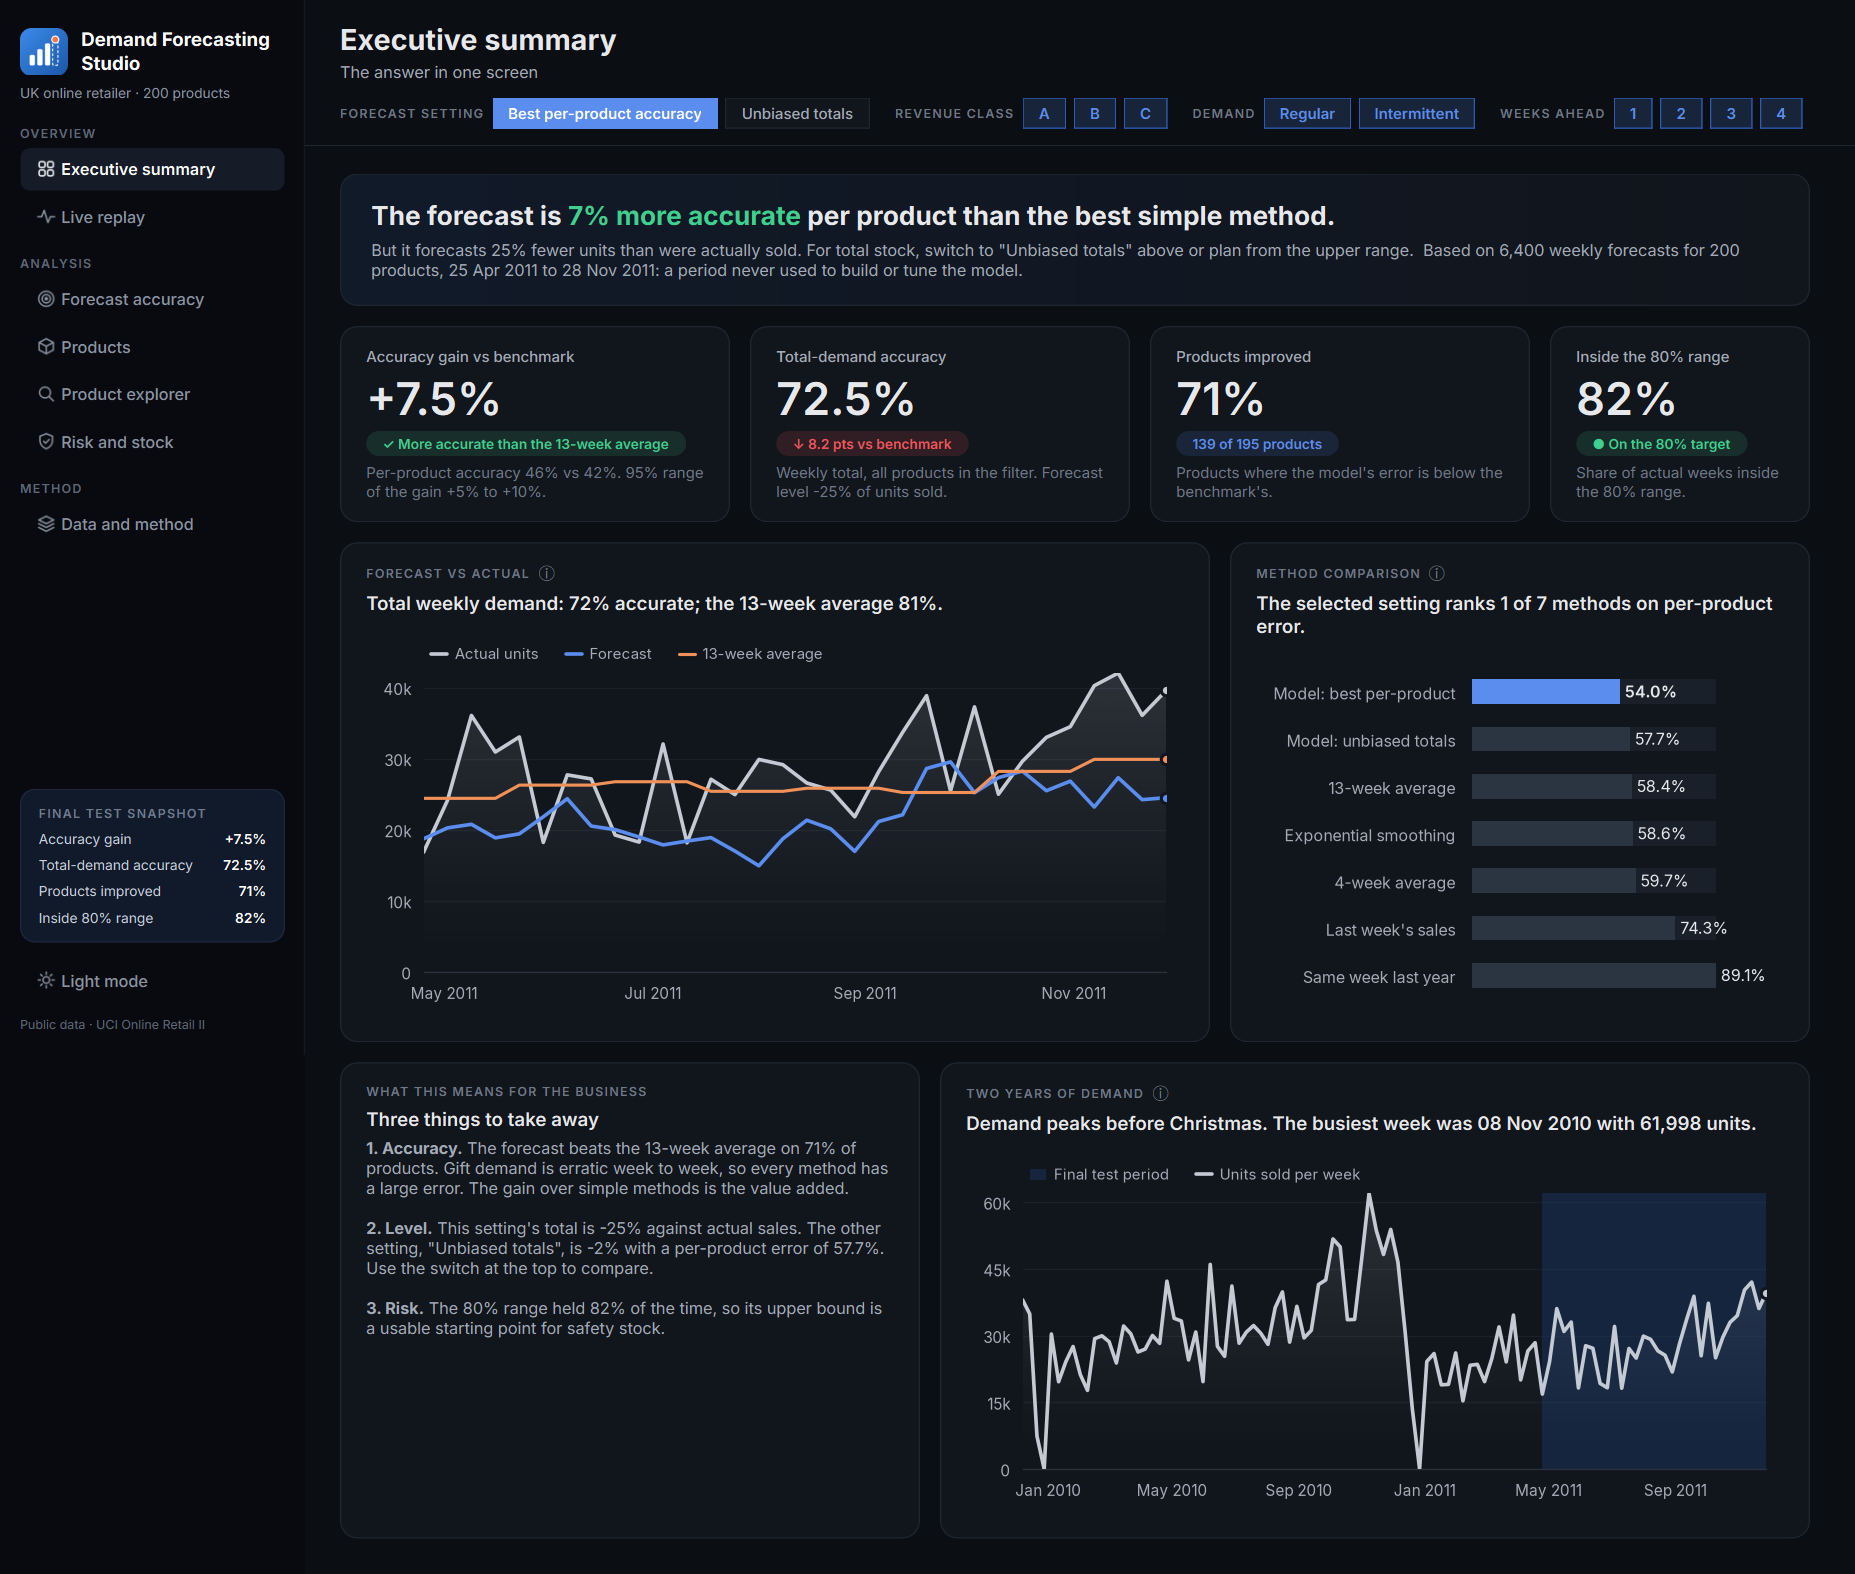 Demand Forecasting
Studio
UK online retailer · 200 products
OVERVIEW
Executive summary
Live replay
ANALYSIS
Forecast accuracy
Products
Product explorer
Risk and stock
METHOD
Data and method
FINAL TEST SNAPSHOT
Accuracy gain +7.5%
Total-demand accuracy 72.5%
Products improved 71%
Inside 80% range 82%
Light mode
Public data · UCI Online Retail II
Executive summary
The answer in one screen
FORECAST SETTING Best per-product accuracy Unbiased totals REVENUE CLASS A B C DEMAND Regular Intermittent WEEKS AHEAD 1 2 3 4
The forecast is 7% more accurate per product than the best simple method.
But it forecasts 25% fewer units than were actually sold. For total stock, switch to "Unbiased totals" above or plan from the upper range. Based on 6,400 weekly forecasts for 200
products, 25 Apr 2011 to 28 Nov 2011: a period never used to build or tune the model.
Accuracy gain vs benchmark
+7.5%
✓ More accurate than the 13-week average
Per-product accuracy 46% vs 42%. 95% range
of the gain +5% to +10%.
Total-demand accuracy
72.5%
↓ 8.2 pts vs benchmark
Weekly total, all products in the filter. Forecast
level -25% of units sold.
Products improved
71%
139 of 195 products
Products where the model's error is below the
benchmark's.
Inside the 80% range
82%
● On the 80% target
Share of actual weeks inside
the 80% range.
FORECAST VS ACTUAL ⓘ
Total weekly demand: 72% accurate; the 13-week average 81%.
Actual units Forecast 13-week average
40k
30k
20k
10k
0
May 2011 Jul 2011 Sep 2011 Nov 2011
METHOD COMPARISON ⓘ
The selected setting ranks 1 of 7 methods on per-product
error.
Model: best per-product 54.0%
Model: unbiased totals 57.7%
13-week average 58.4%
Exponential smoothing 58.6%
4-week average 59.7%
Last week's sales 74.3%
Same week last year 89.1%
WHAT THIS MEANS FOR THE BUSINESS
Three things to take away
1. Accuracy. The forecast beats the 13-week average on 71% of
products. Gift demand is erratic week to week, so every method has
a large error. The gain over simple methods is the value added.
2. Level. This setting's total is -25% against actual sales. The other
setting, "Unbiased totals", is -2% with a per-product error of 57.7%.
Use the switch at the top to compare.
3. Risk. The 80% range held 82% of the time, so its upper bound is
a usable starting point for safety stock.
TWO YEARS OF DEMAND ⓘ
Demand peaks before Christmas. The busiest week was 08 Nov 2010 with 61,998 units.
Final test period Units sold per week
60k
45k
30k
15k
0
Jan 2010 May 2010 Sep 2010 Jan 2011 May 2011 Sep 2011